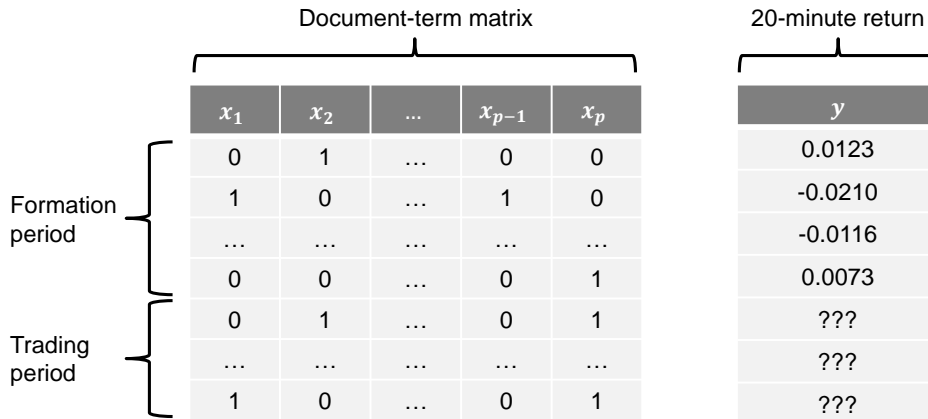 Document-term matrix 20-minute return
x₁ x₂ ... xₚ₋₁ xₚ y
Formation period
0 1 ... 0 0 0.0123
1 0 ... 1 0 -0.0210
... ... ... ... ... -0.0116
0 0 ... 0 1 0.0073
Trading period
0 1 ... 0 1 ???
... ... ... ... ... ???
1 0 ... 0 1 ???